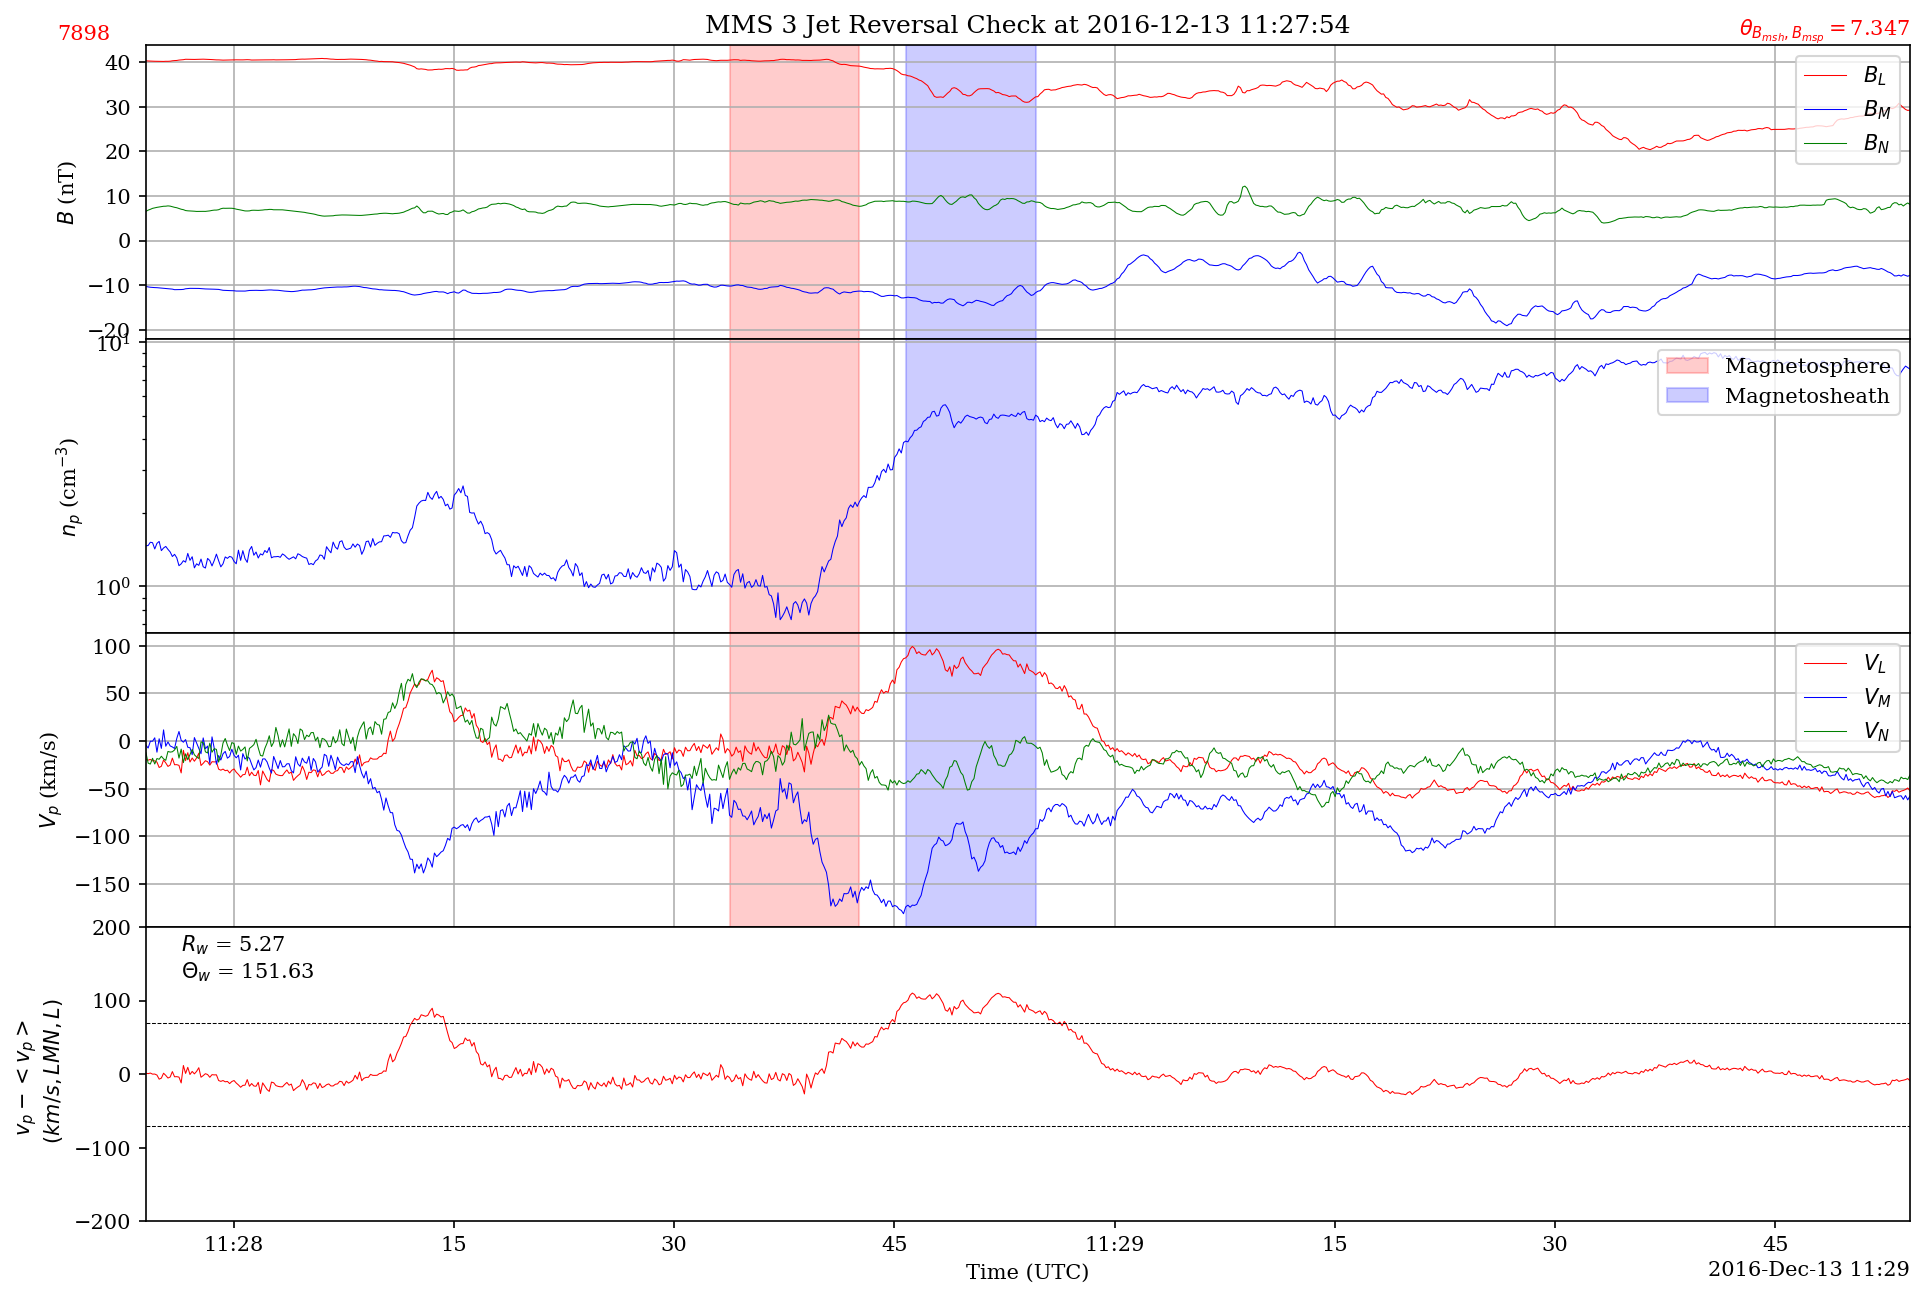 MMS 3 Jet Reversal Check at 2016-12-13 11:27:54
7898
θ_{B_{msh}, B_{msp}} = 7.347
40
30
20
10
0
−10
−20
B (nT)
B_L
B_M
B_N
10^1
10^0
n_p (cm^{−3})
Magnetosphere
Magnetosheath
100
50
0
−50
−100
−150
V_p (km/s)
V_L
V_M
V_N
200
100
0
−100
−200
v_p − < v_p >
(km/s, LMN, L)
R_w = 5.27
Θ_w = 151.63
11:28 15 30 45 11:29 15 30 45
Time (UTC)
2016-Dec-13 11:29